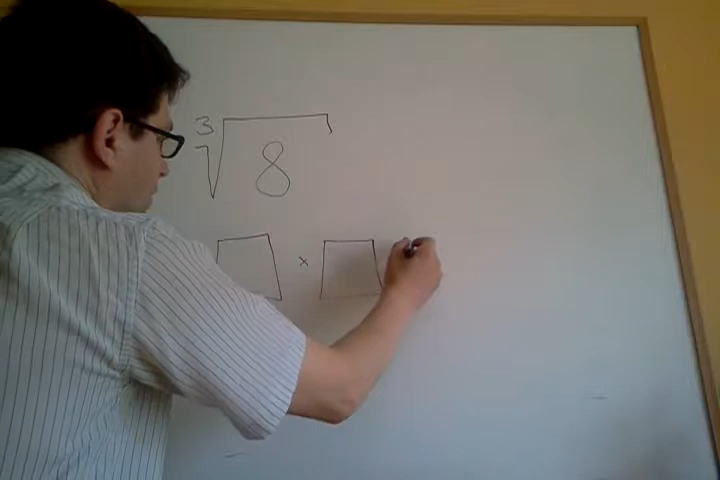 ∛8
□ × □